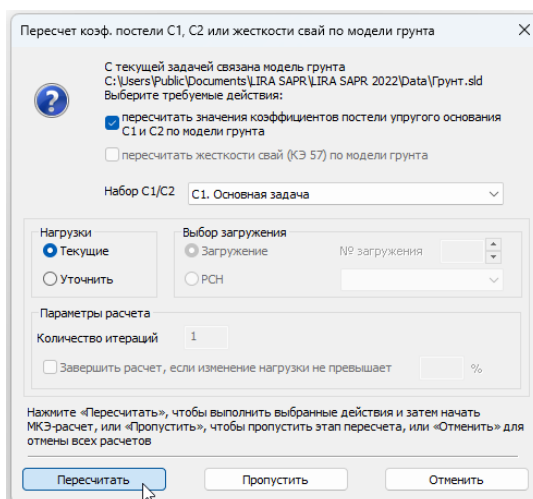 Пересчет коэф. постели C1, C2 или жесткости свай по модели грунта
С текущей задачей связана модель грунта
C:\Users\Public\Documents\LIRA SAPR\LIRA SAPR 2022\Data\Грунт.sld
Выберите требуемые действия:
пересчитать значения коэффициентов постели упругого основания
C1 и C2 по модели грунта
пересчитать жесткости свай (КЭ 57) по модели грунта
Набор C1/C2 C1. Основная задача
Нагрузки Выбор загружения
Текущие Загружение № загружения
Уточнить РСН
Параметры расчета
Количество итераций 1
Завершить расчет, если изменение нагрузки не превышает %
Нажмите «Пересчитать», чтобы выполнить выбранные действия и затем начать
МКЭ-расчет, или «Пропустить», чтобы пропустить этап пересчета, или «Отменить» для
отмены всех расчетов
Пересчитать Пропустить Отменить